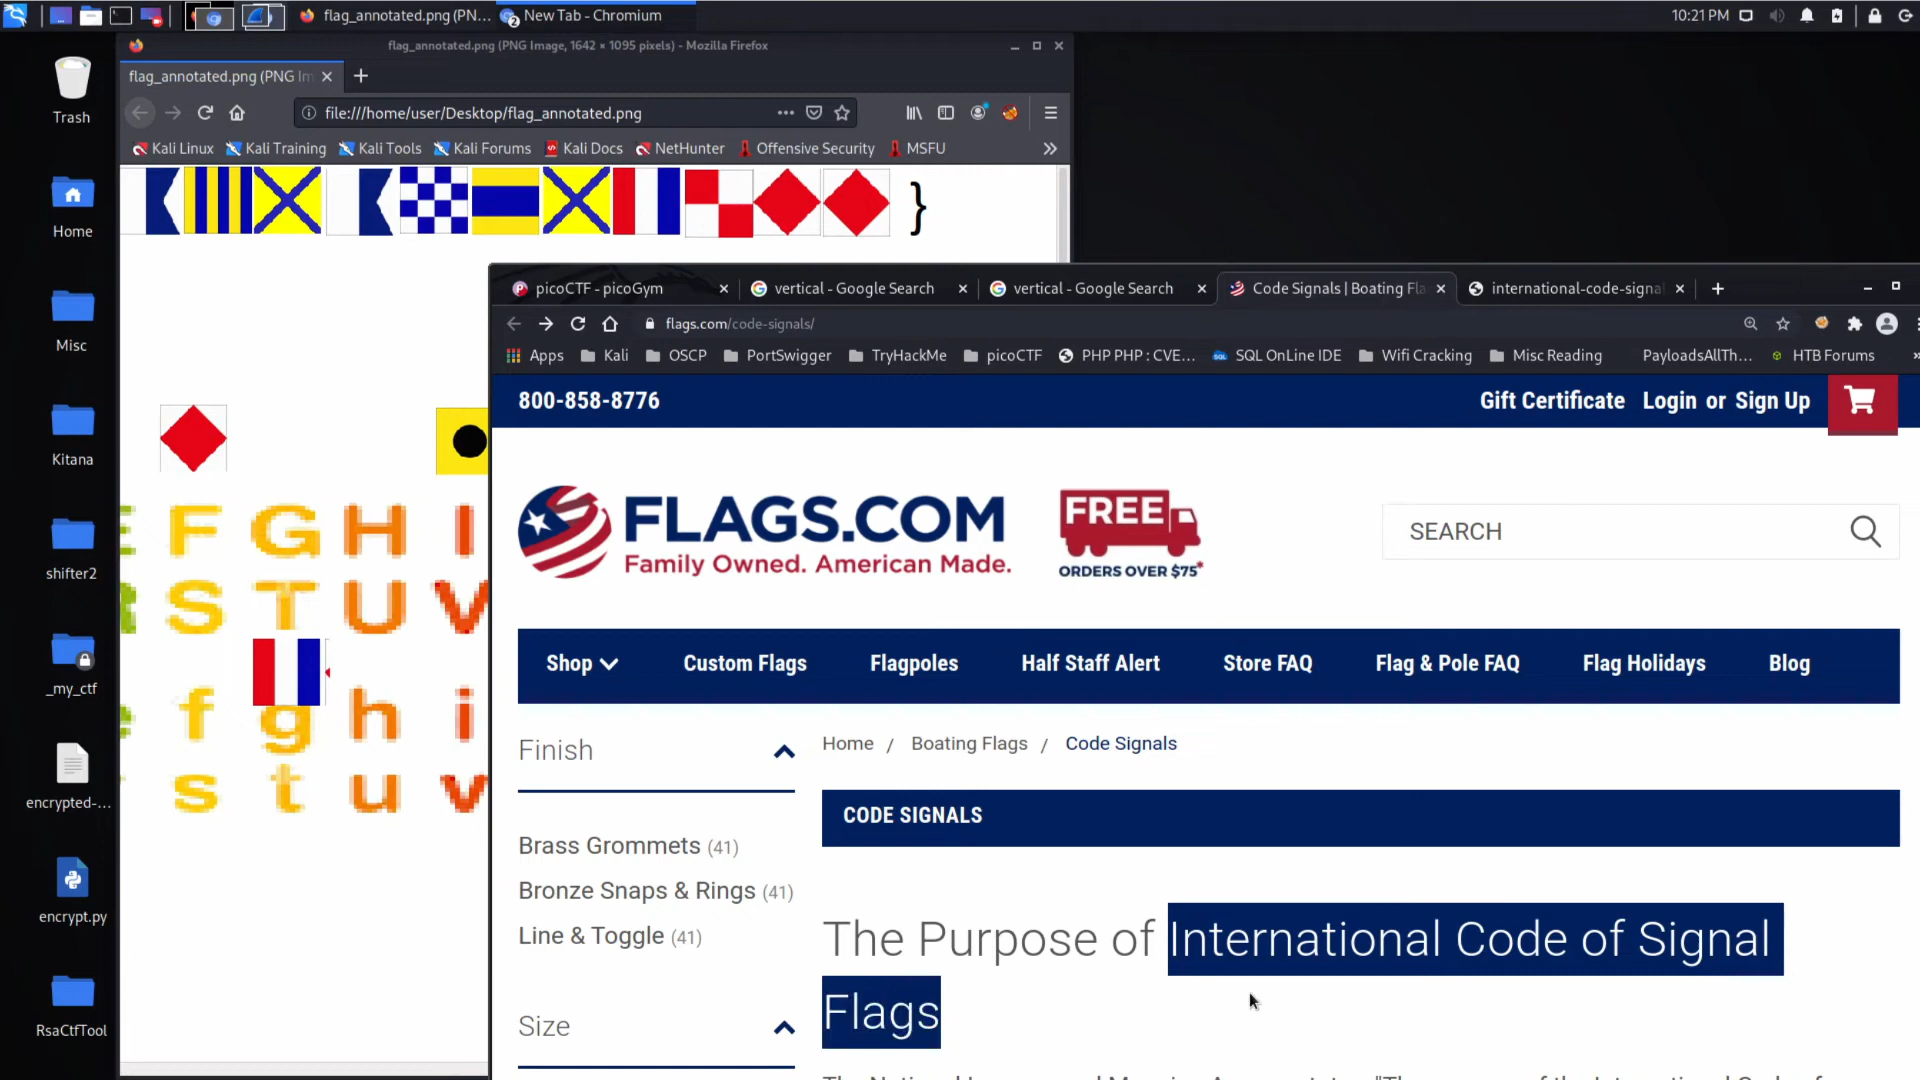 flag_annotated.png (PN...
New Tab - Chromium
10:21 PM
flag_annotated.png (PNG Image, 1642 × 1095 pixels) - Mozilla Firefox
flag_annotated.png (PNG Im
file:///home/user/Desktop/flag_annotated.png
Kali Linux
Kali Training
Kali Tools
Kali Forums
Kali Docs
NetHunter
Offensive Security
MSFU
}
F G H I
S T U V
f g h i
s t u v
Trash
Home
Misc
Kitana
shifter2
_my_ctf
encrypted-...
encrypt.py
RsaCtfTool
picoCTF - picoGym
vertical - Google Search
vertical - Google Search
Code Signals | Boating Fla
international-code-signal
flags.com/code-signals/
Apps
Kali
OSCP
PortSwigger
TryHackMe
picoCTF
PHP PHP : CVE...
SQL OnLine IDE
Wifi Cracking
Misc Reading
PayloadsAllTh...
HTB Forums
800-858-8776
Gift Certificate
Login or Sign Up
FLAGS.COM
Family Owned. American Made.
FREE
ORDERS OVER $75*
SEARCH
Shop
Custom Flags
Flagpoles
Half Staff Alert
Store FAQ
Flag & Pole FAQ
Flag Holidays
Blog
Finish
Brass Grommets (41)
Bronze Snaps & Rings (41)
Line & Toggle (41)
Size
Home / Boating Flags / Code Signals
CODE SIGNALS
The Purpose of International Code of Signal
Flags